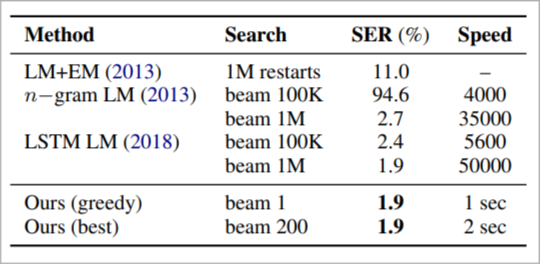 Method Search SER (%) Speed
LM+EM (2013) 1M restarts 11.0 –
n−gram LM (2013) beam 100K 94.6 4000
beam 1M 2.7 35000
LSTM LM (2018) beam 100K 2.4 5600
beam 1M 1.9 50000
Ours (greedy) beam 1 1.9 1 sec
Ours (best) beam 200 1.9 2 sec